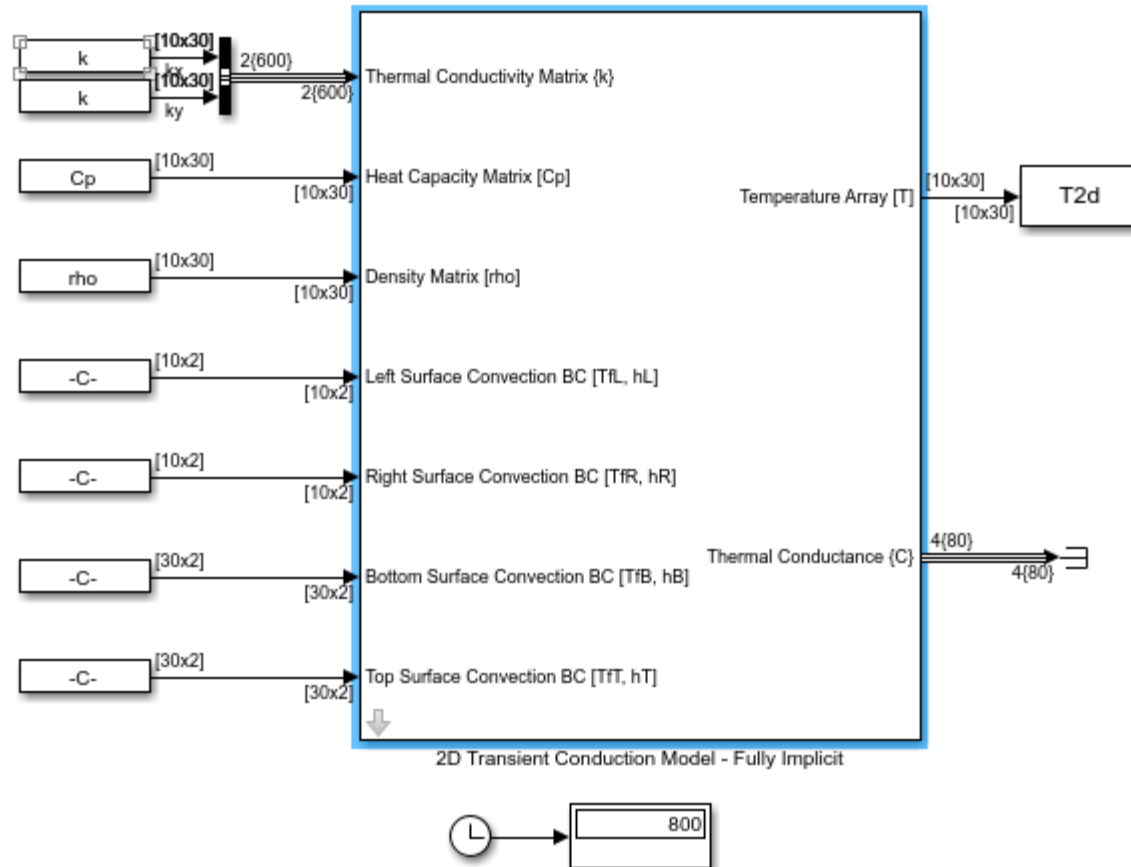 k
[10x30]
kx
k
[10x30]
ky
2{600}
2{600}
Thermal Conductivity Matrix {k}
Cp
[10x30]
[10x30]
Heat Capacity Matrix [Cp]
Temperature Array [T]
[10x30]
[10x30]
T2d
rho
[10x30]
[10x30]
Density Matrix [rho]
-C-
[10x2]
[10x2]
Left Surface Convection BC [TfL, hL]
-C-
[10x2]
[10x2]
Right Surface Convection BC [TfR, hR]
Thermal Conductance {C}
4{80}
4{80}
-C-
[30x2]
[30x2]
Bottom Surface Convection BC [TfB, hB]
-C-
[30x2]
[30x2]
Top Surface Convection BC [TfT, hT]
2D Transient Conduction Model - Fully Implicit
800